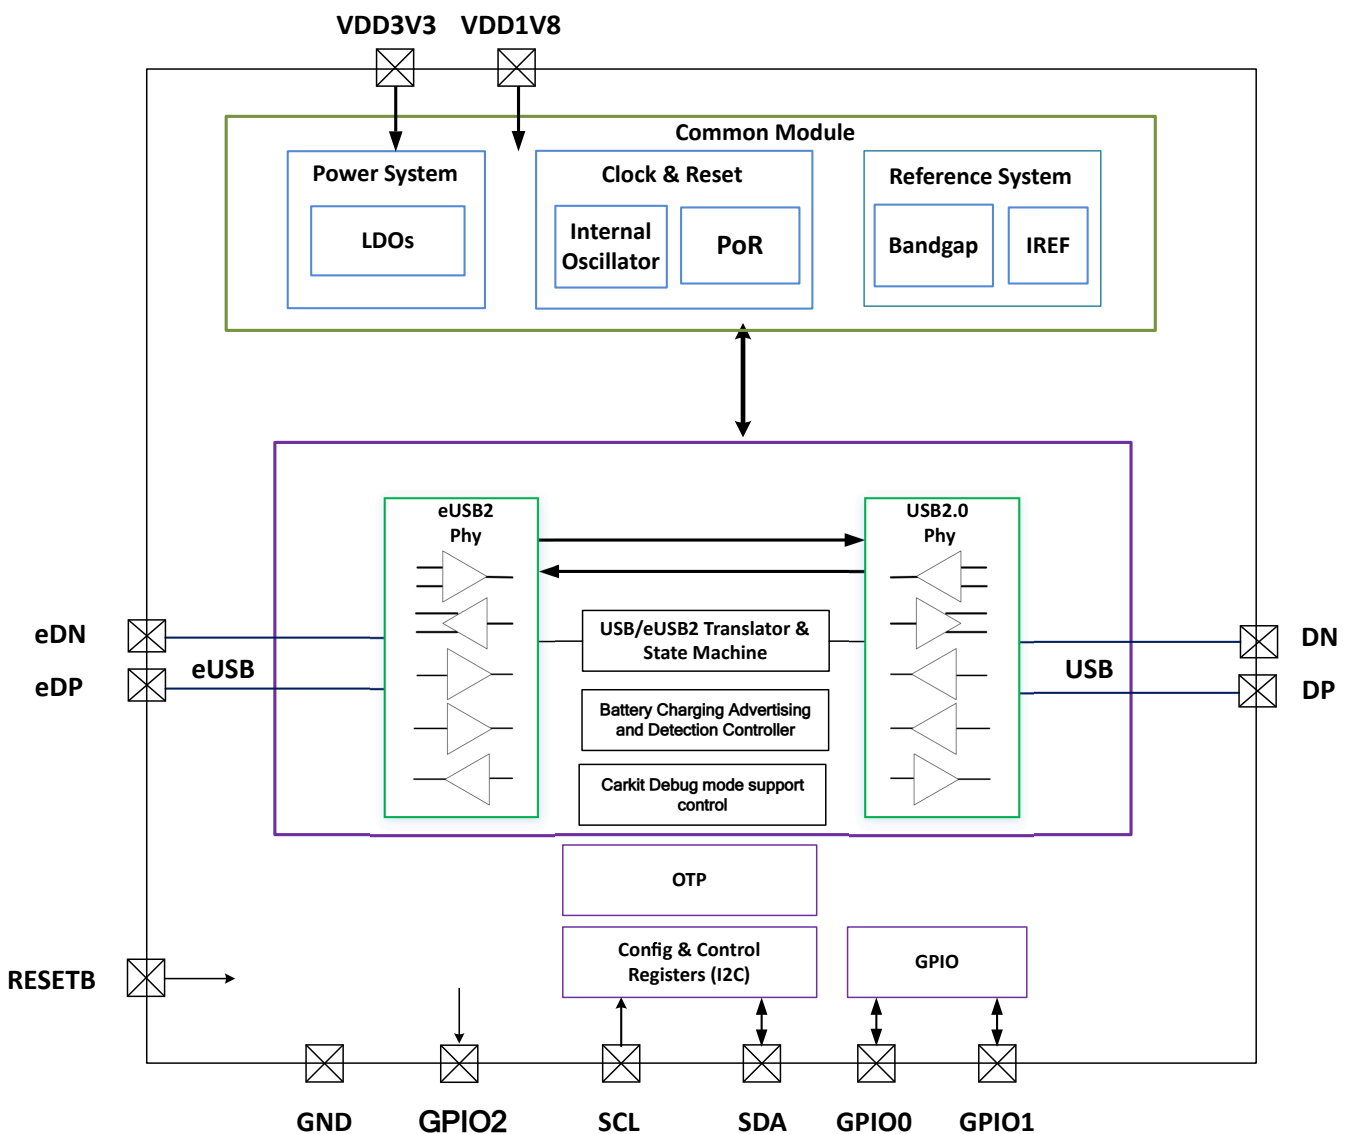 VDD3V3 VDD1V8
Common Module
Power System
LDOs
Clock & Reset
Internal
Oscillator
PoR
Reference System
Bandgap
IREF
eUSB2
Phy
USB2.0
Phy
USB/eUSB2 Translator &
State Machine
Battery Charging Advertising
and Detection Controller
Carkit Debug mode support
control
eDN
eUSB
eDP
DN
USB
DP
OTP
Config & Control
Registers (I2C)
GPIO
RESETB
GND
GPIO2
SCL
SDA
GPIO0
GPIO1